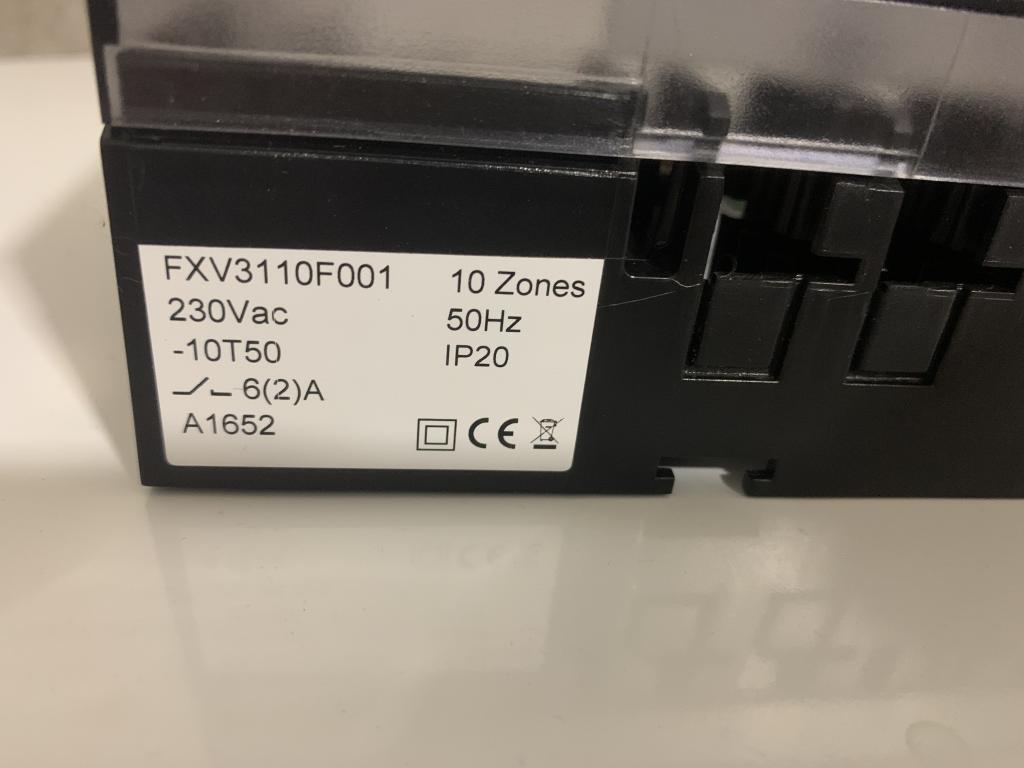 FXV3110F001 10 Zones
230Vac 50Hz
-10T50 IP20
6(2)A
A1652 CE